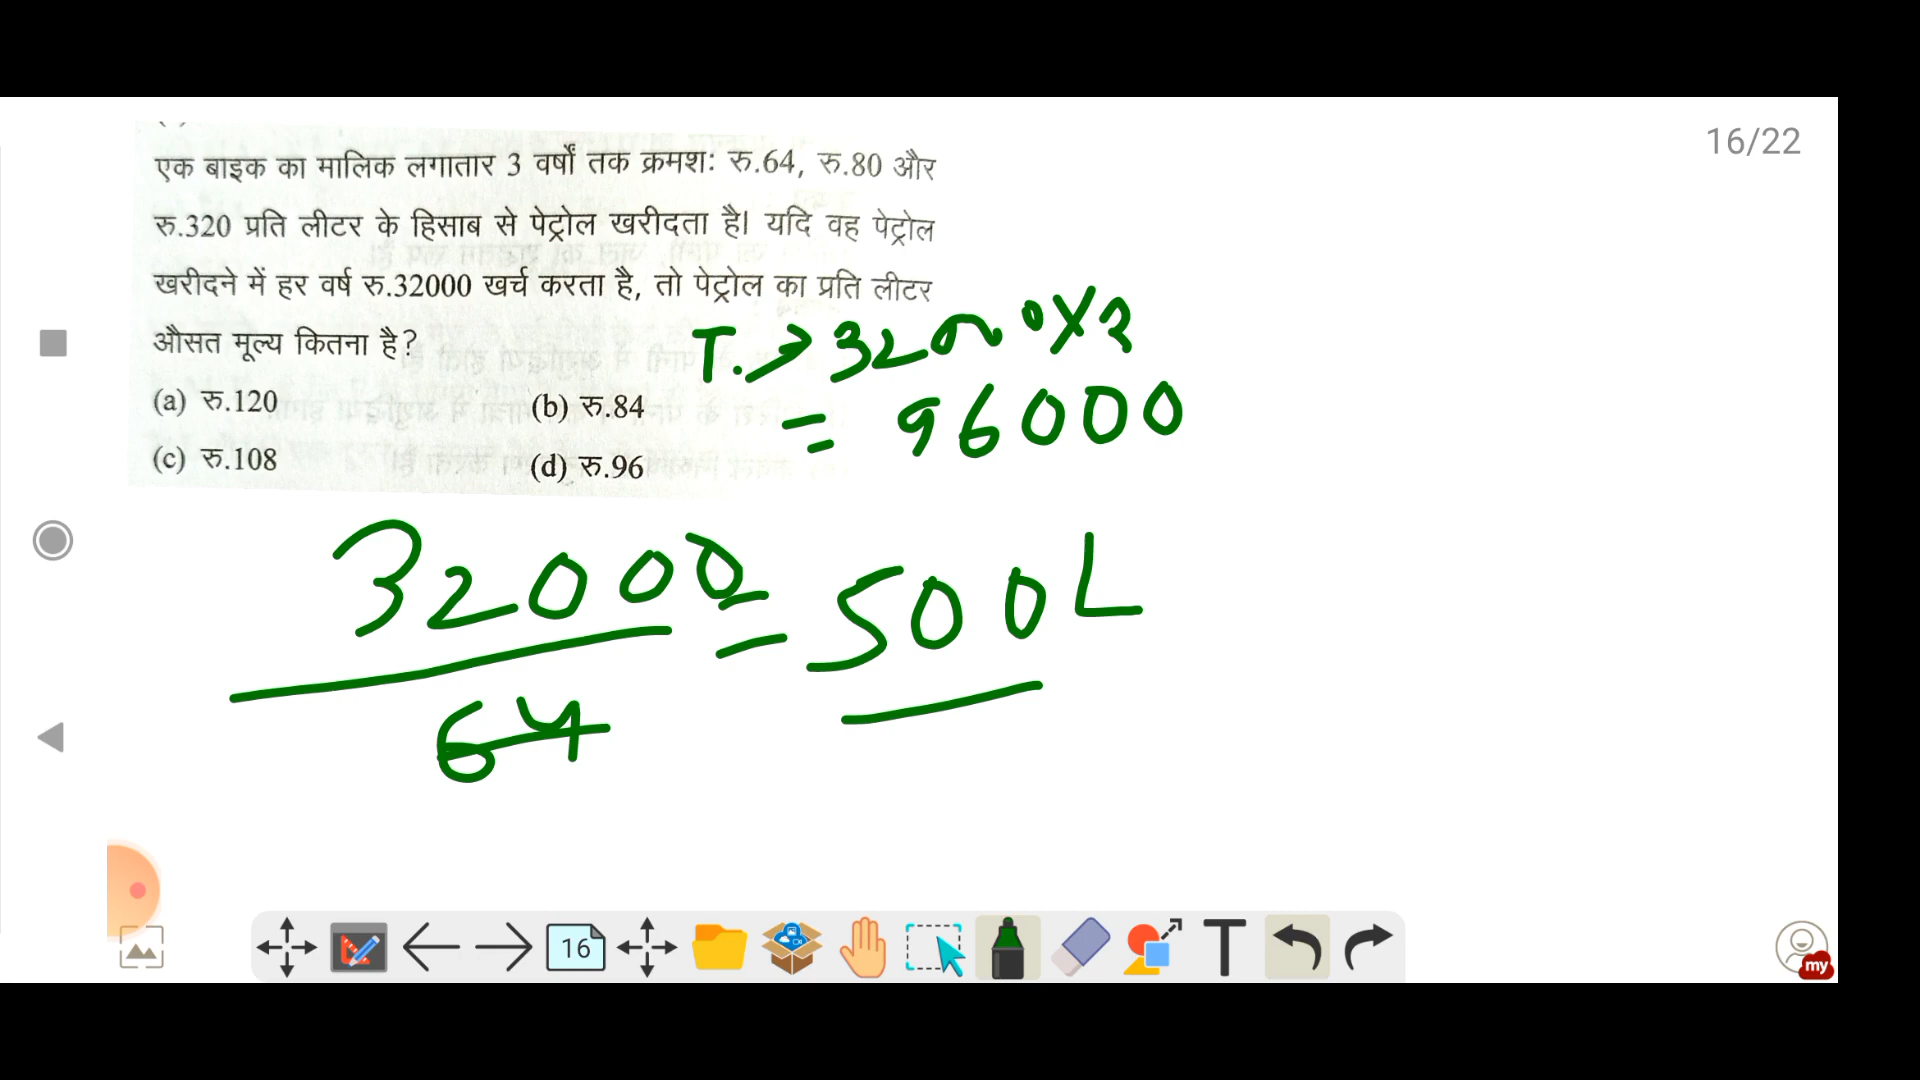 16/22
एक बाइक का मालिक लगातार 3 वर्षों तक क्रमश: रु.64, रु.80 और
रु.320 प्रति लीटर के हिसाब से पेट्रोल खरीदता है। यदि वह पेट्रोल
खरीदने में हर वर्ष रु.32000 खर्च करता है, तो पेट्रोल का प्रति लीटर
औसत मूल्य कितना है?
(a) रु.120 (b) रु.84
(c) रु.108 (d) रु.96
T. → 32000×3
= 96000
32000 = 500L
64
16
T
my